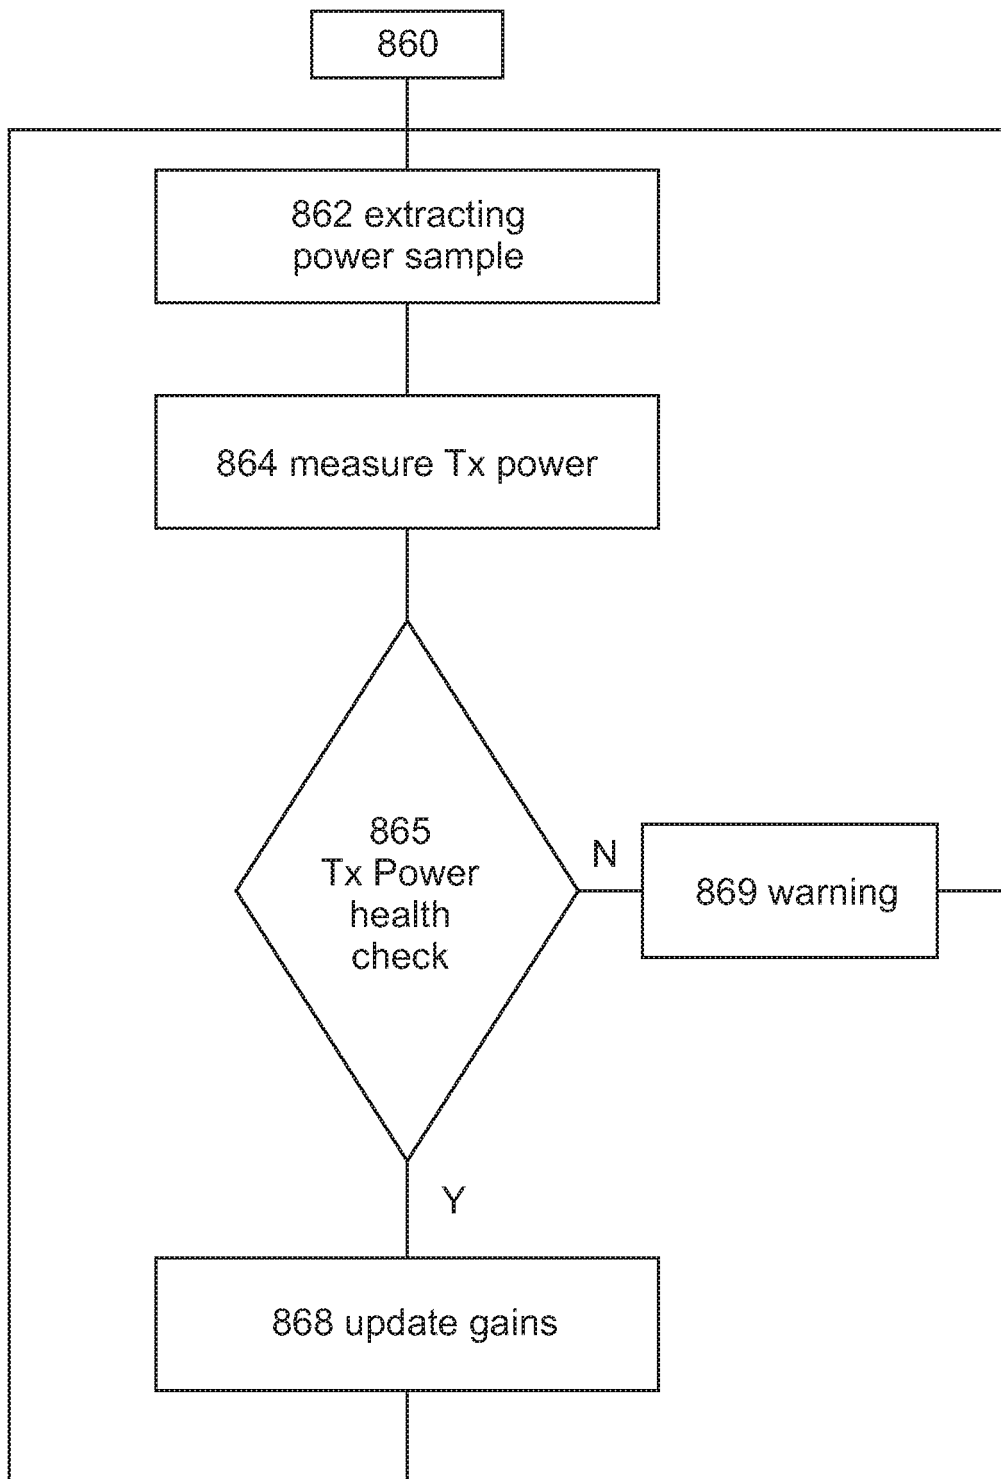 860
862 extracting
power sample
864 measure Tx power
865
Tx Power
health
check
N
869 warning
Y
868 update gains